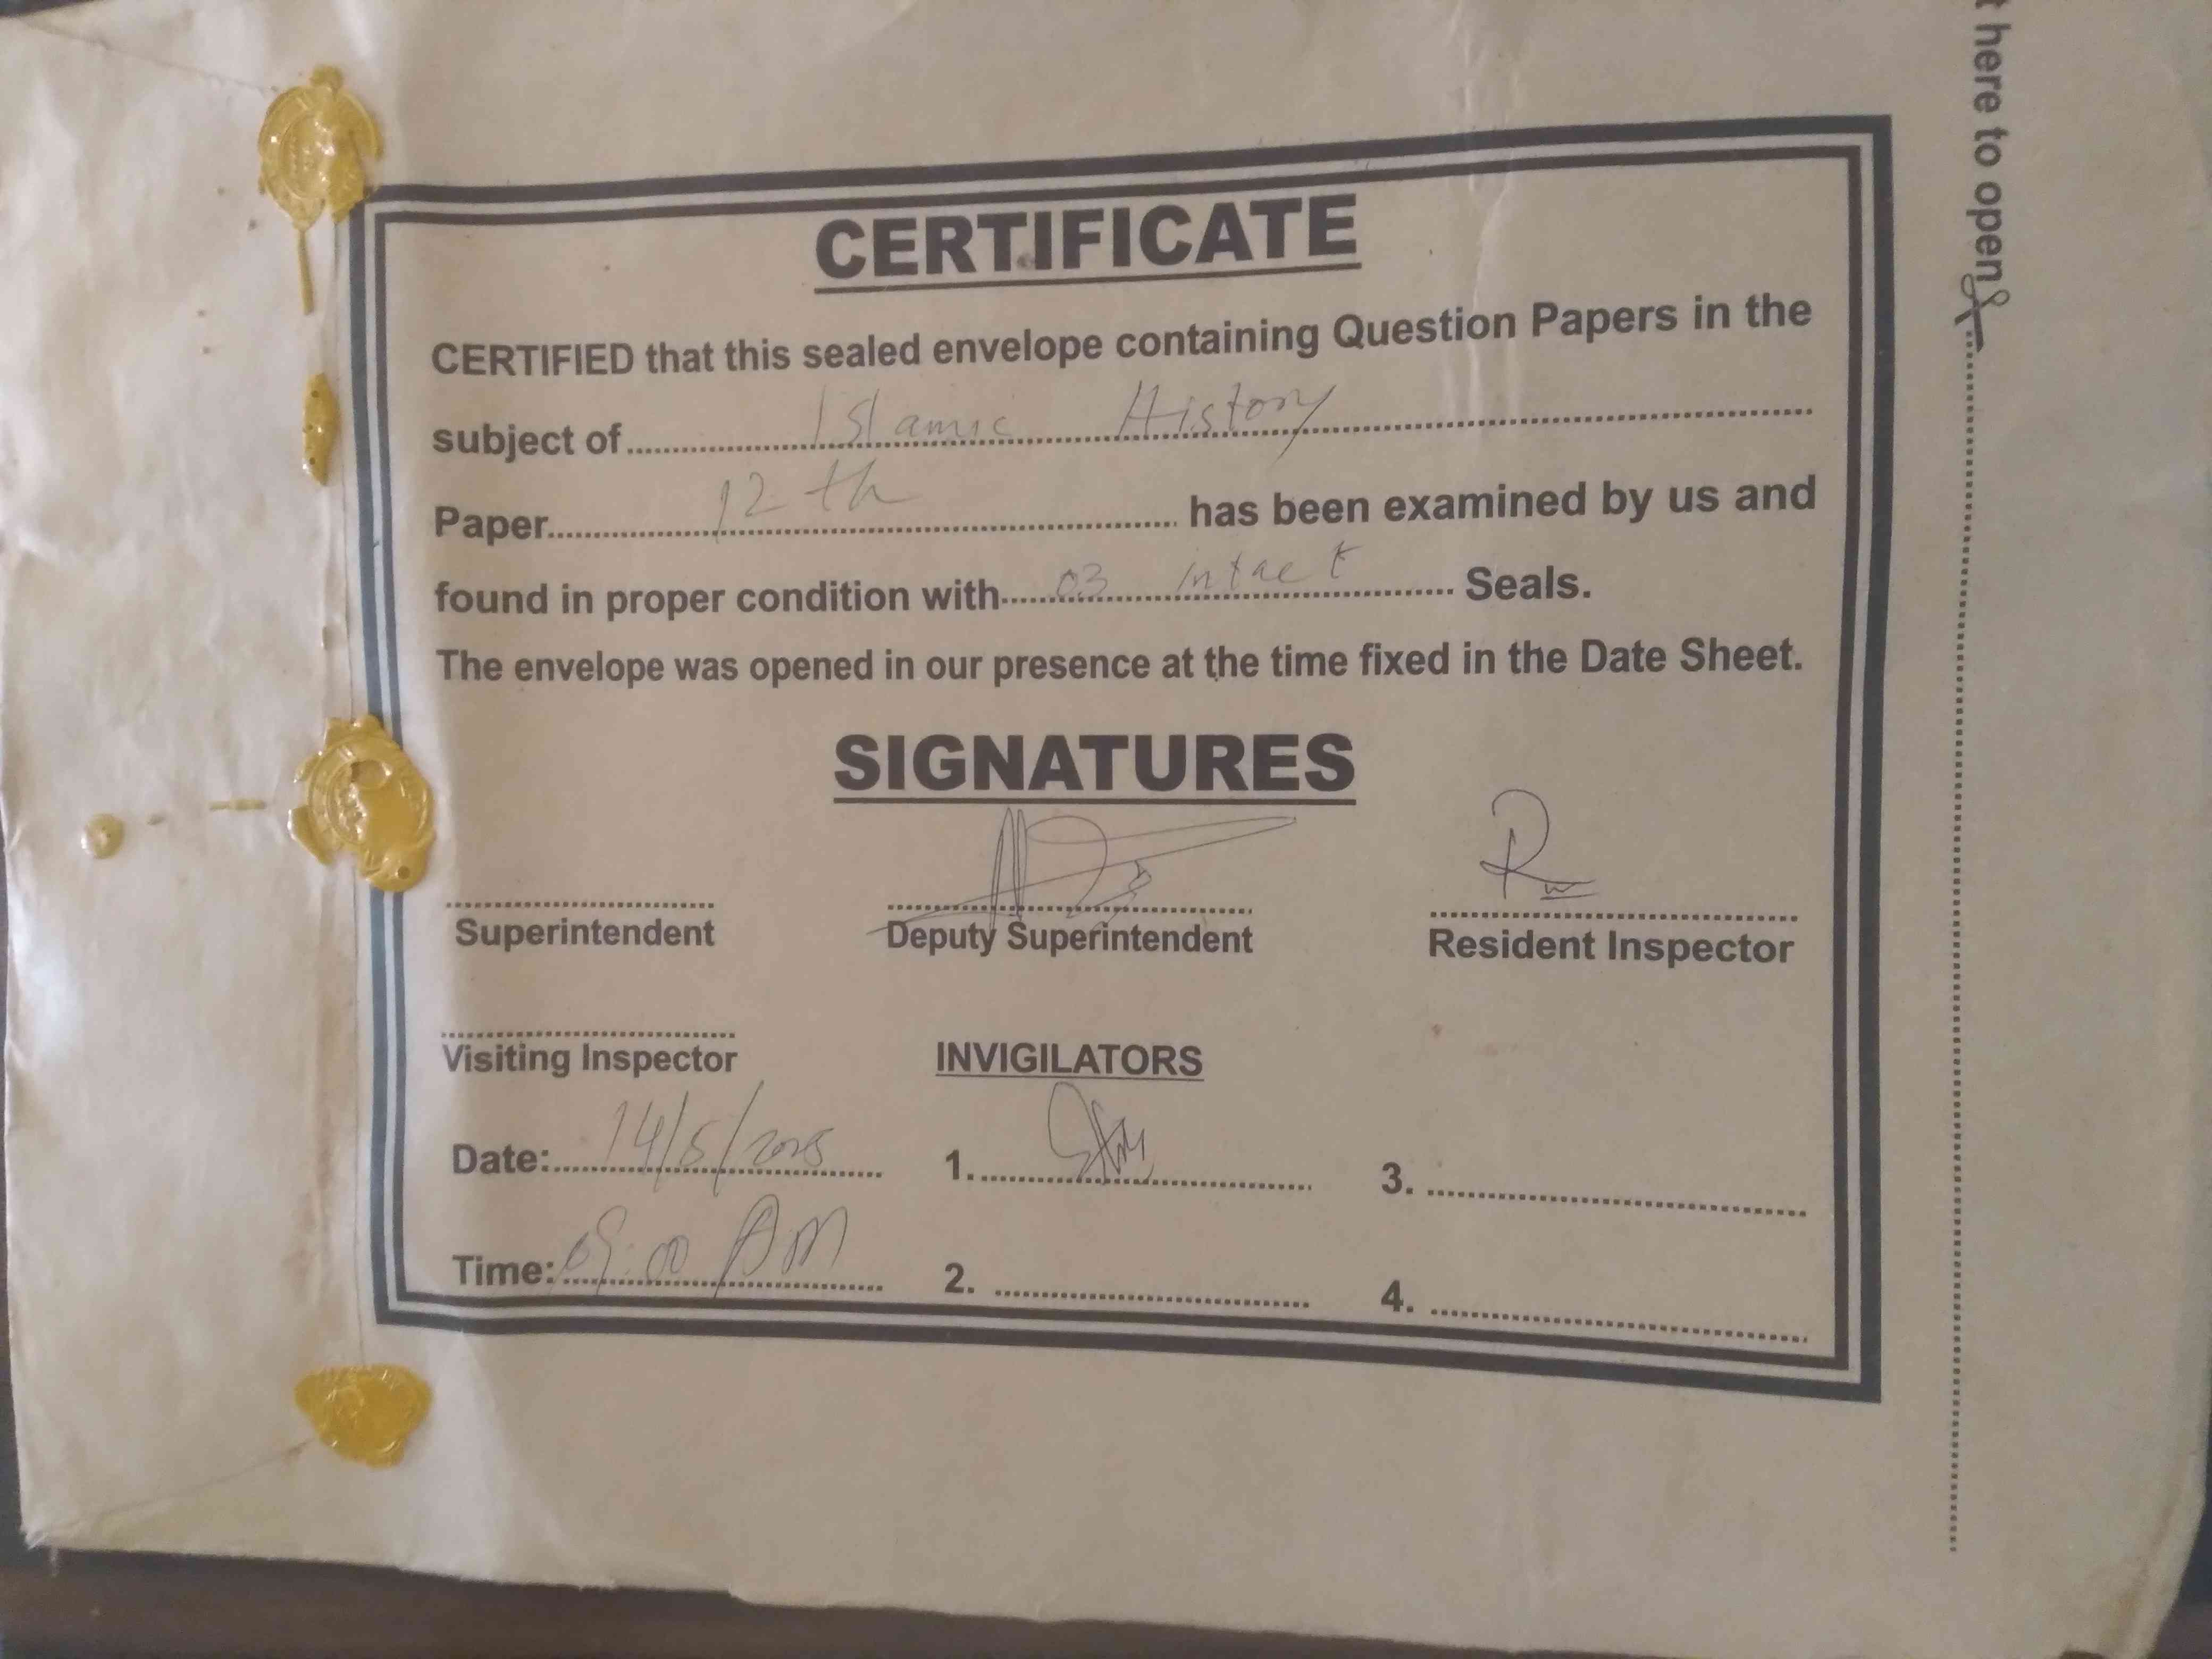 t here to open
CERTIFICATE
CERTIFIED that this sealed envelope containing Question Papers in the
subject of Islamic History
Paper 12 th has been examined by us and
found in proper condition with 03 intact Seals.
The envelope was opened in our presence at the time fixed in the Date Sheet.
SIGNATURES
Superintendent Deputy Superintendent Resident Inspector
Visiting Inspector INVIGILATORS
Date: 14/5/2025 1. 3.
Time: 09:00 AM 2. 4.